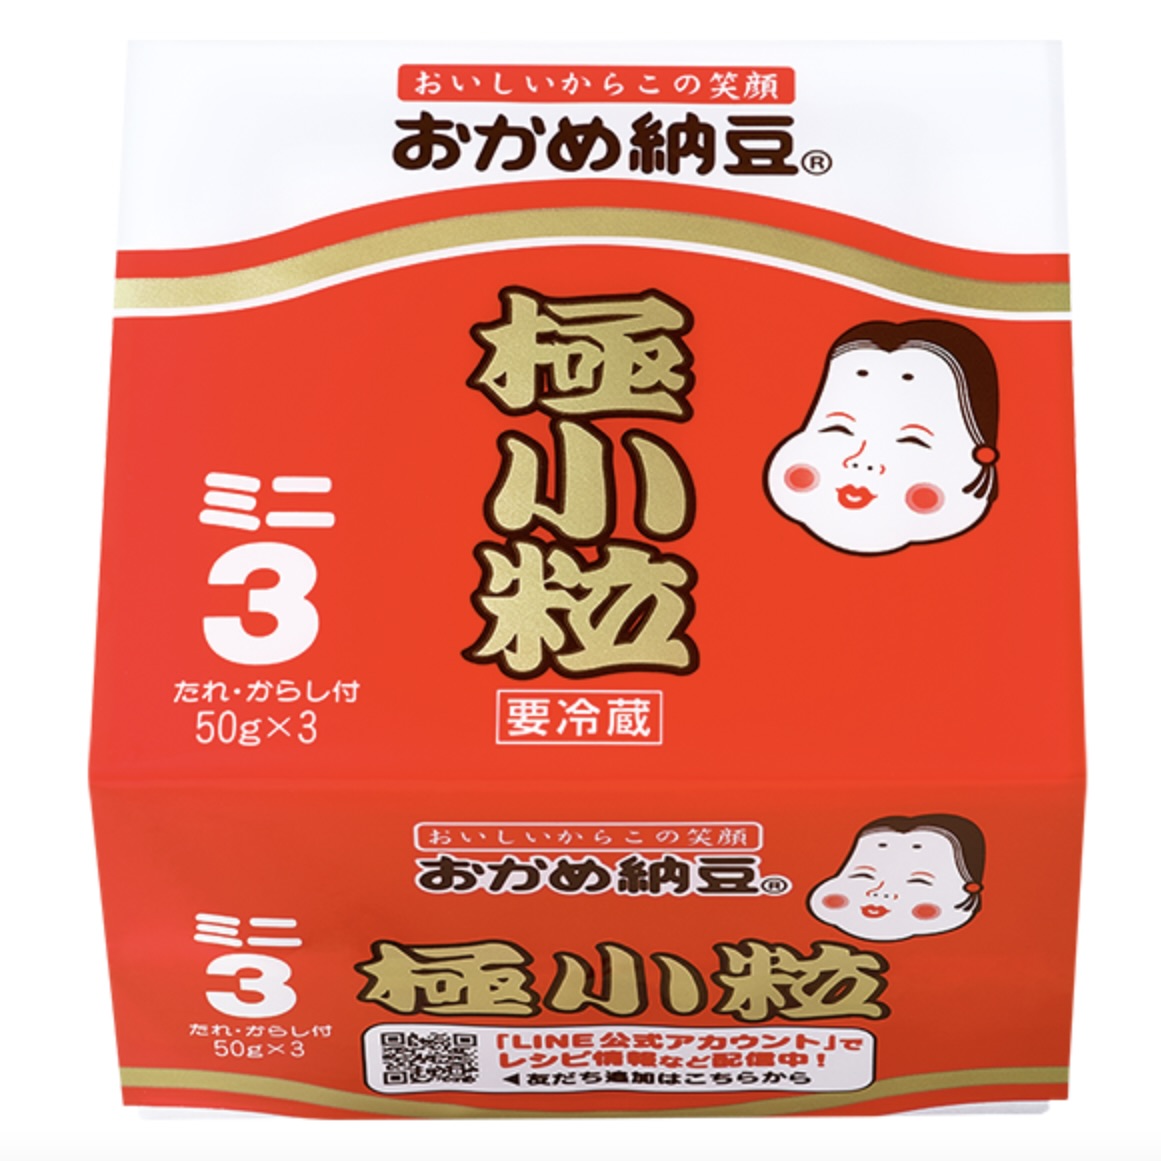 おいしいからこの笑顔
おかめ納豆®
極小粒
ミニ
3
たれ・からし付
50g×3
要冷蔵
おいしいからこの笑顔
おかめ納豆®
ミニ
3
たれ・からし付
50g×3
極小粒
「LINE公式アカウント」で
レシピ情報など配信中!
◀友だち追加はこちらから